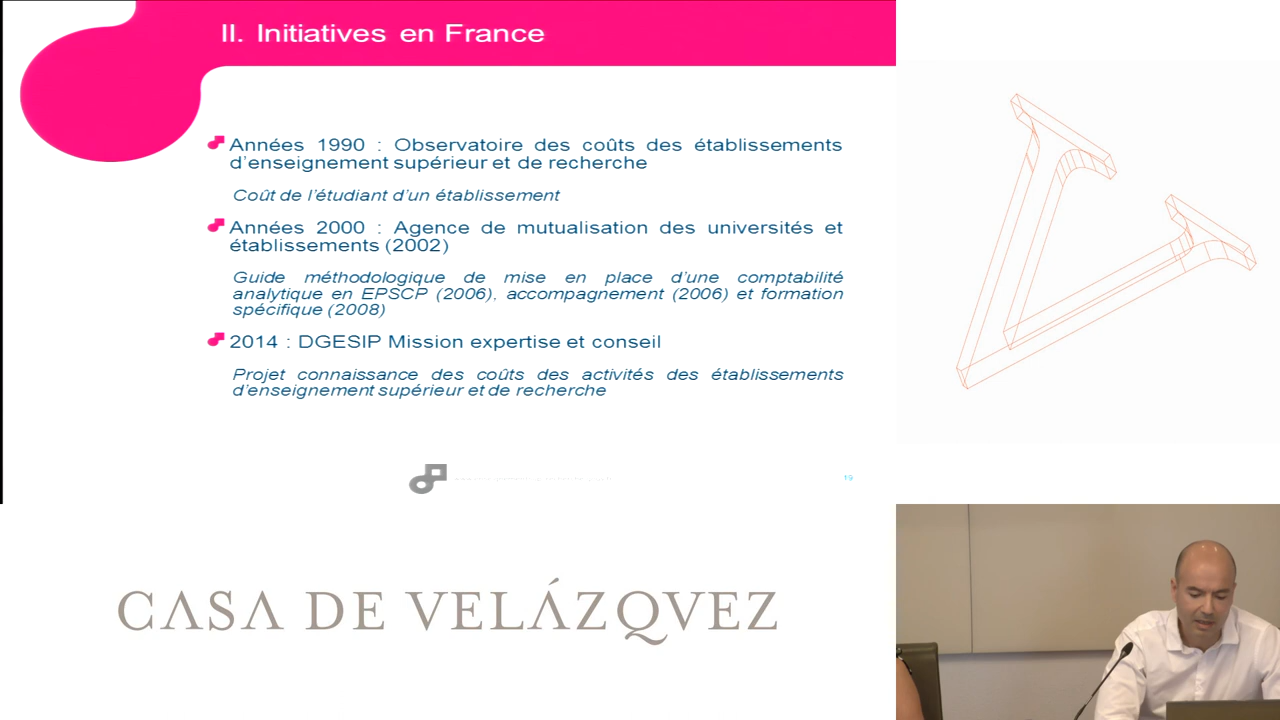 II. Initiatives en France
Années 1990 : Observatoire des coûts des établissements
d'enseignement supérieur et de recherche
Coût de l'étudiant d'un établissement
Années 2000 : Agence de mutualisation des universités et
établissements (2002)
Guide méthodologique de mise en place d'une comptabilité
analytique en EPSCP (2006), accompagnement (2006) et formation
spécifique (2008)
2014 : DGESIP Mission expertise et conseil
Projet connaissance des coûts des activités des établissements
d'enseignement supérieur et de recherche
19
CASA DE VELÁZQVEZ